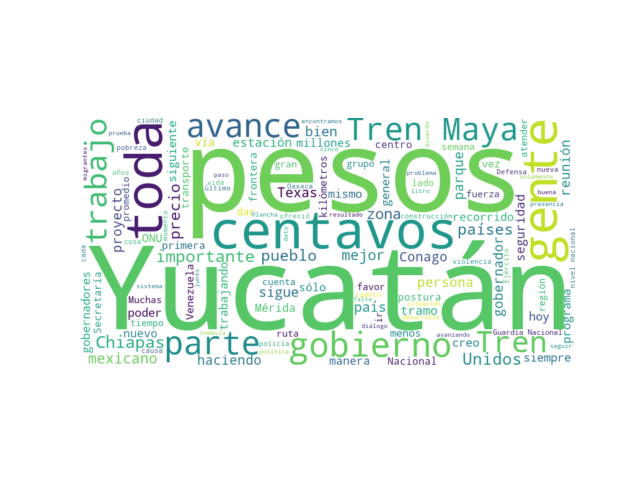 Yucatán
pesos
centavos
toda
gente
Tren Maya
avance
trabajo
parte
gobierno
Tren
precio
proyecto
ONU
siguiente
transporte
vía
estación
millones
bien
gran
frontera
Texas
mismo
kilómetros
grupo
general
centro
parque
vez
semana
fuerza
Defensa
nueva
atender
reunión
seguridad
zona
recorrido
países
importante
pueblo
mejor
Conago
gobernador
persona
postura
tramo
país
favor
sigue
sólo
cuenta
Mérida
trabajando
Venezuela
Muchas
poder
tiempo
nuevo
Chiapas
mexicano
gobernadores
Secretaría
haciendo
manera
Nacional
menos
creo
Unidos
siempre
hoy
región
programa
nivel nacional
Guardia Nacional
Ejército
violencia
construcción
presencia
buena
problema
litro
lado
cinco
Oaxaca
ofreció
resultado
Plancha
paso
vida
último
primera
promedio
pobreza
años
migrantes
prueba
ciudad
encontramos
cosa
cada
sistema
causa
ruta
policía
política
diálogo
avanzando
seguir
junto
dato